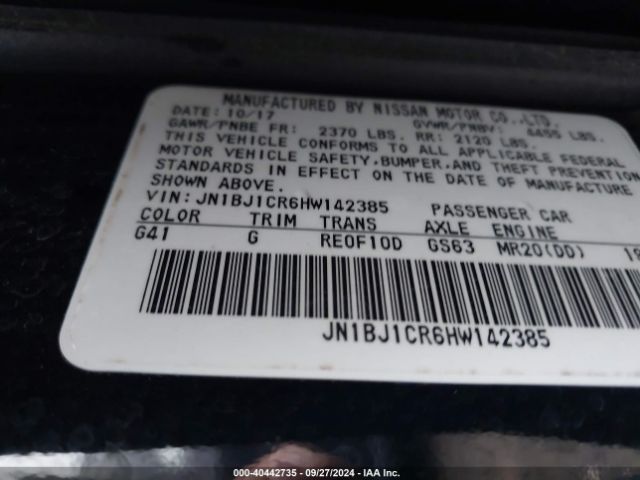 MANUFACTURED BY NISSAN MOTOR CO.,LTD.
DATE: 10/17 GVWR/PNBV: 4455 LBS.
GAWR/PNBE FR: 2370 LBS. RR: 2120 LBS.
THIS VEHICLE CONFORMS TO ALL APPLICABLE FEDERAL
MOTOR VEHICLE SAFETY,BUMPER,AND THEFT PREVENTION
STANDARDS IN EFFECT ON THE DATE OF MANUFACTURE
SHOWN ABOVE.
VIN: JN1BJ1CR6HW142385 PASSENGER CAR
COLOR TRIM TRANS AXLE ENGINE
G41 G RE0F10D GS63 MR20(DD) 18
JN1BJ1CR6HW142385
000-40442735 - 09/27/2024 - IAA Inc.